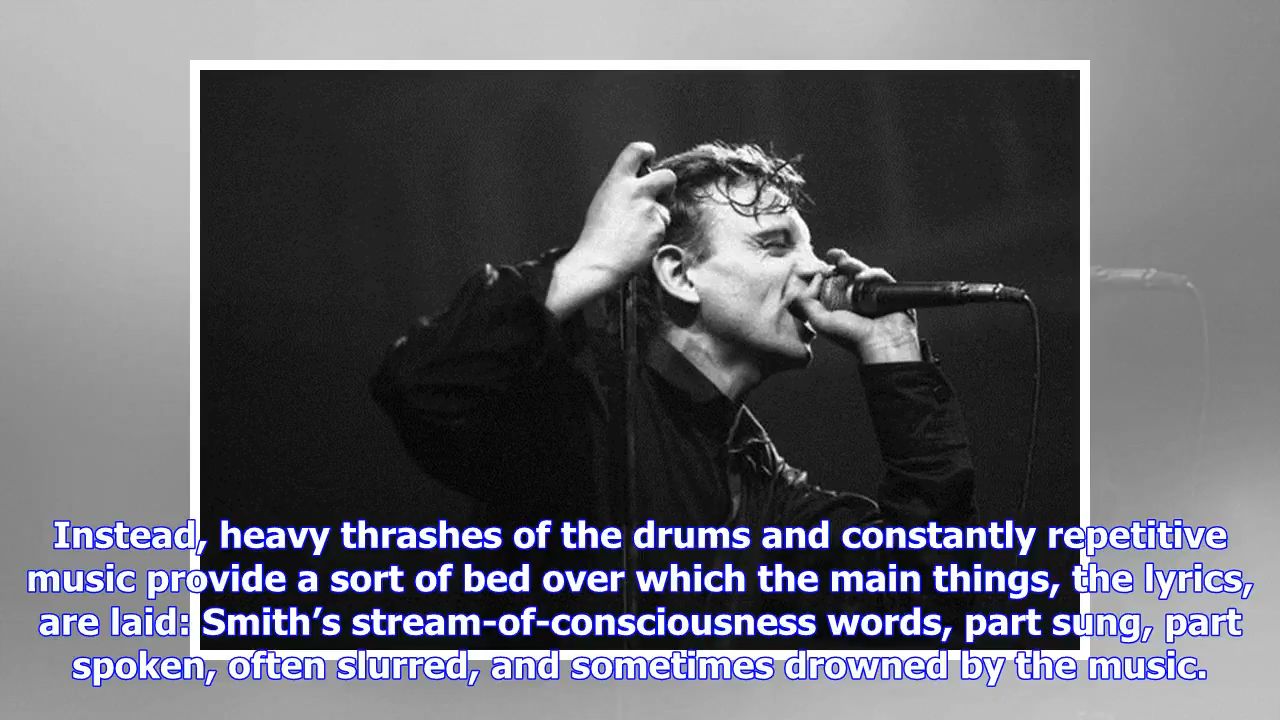 Instead, heavy thrashes of the drums and constantly repetitive
music provide a sort of bed over which the main things, the lyrics,
are laid: Smith’s stream-of-consciousness words, part sung, part
spoken, often slurred, and sometimes drowned by the music.